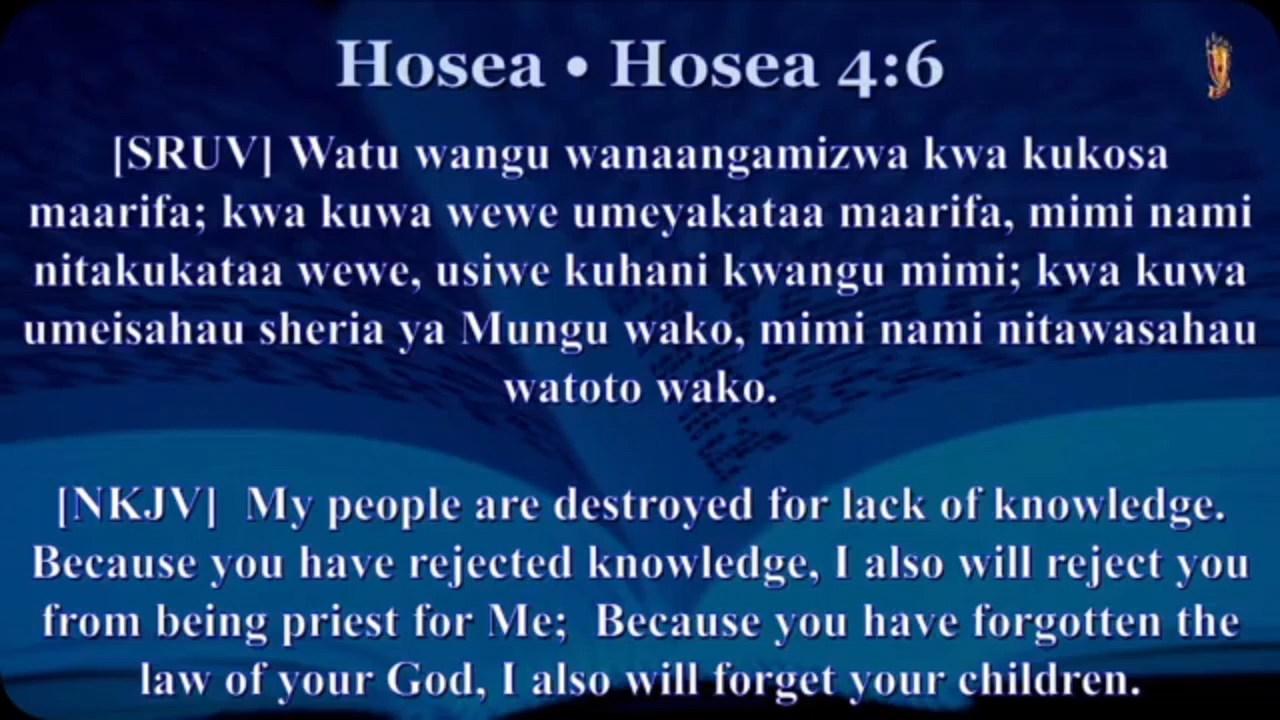 Hosea • Hosea 4:6
[SRUV] Watu wangu wanaangamizwa kwa kukosa
maarifa; kwa kuwa wewe umeyakataa maarifa, mimi nami
nitakukataa wewe, usiwe kuhani kwangu mimi; kwa kuwa
umeisahau sheria ya Mungu wako, mimi nami nitawasahau
watoto wako.
[NKJV]  My people are destroyed for lack of knowledge.
Because you have rejected knowledge, I also will reject you
from being priest for Me;  Because you have forgotten the
law of your God, I also will forget your children.